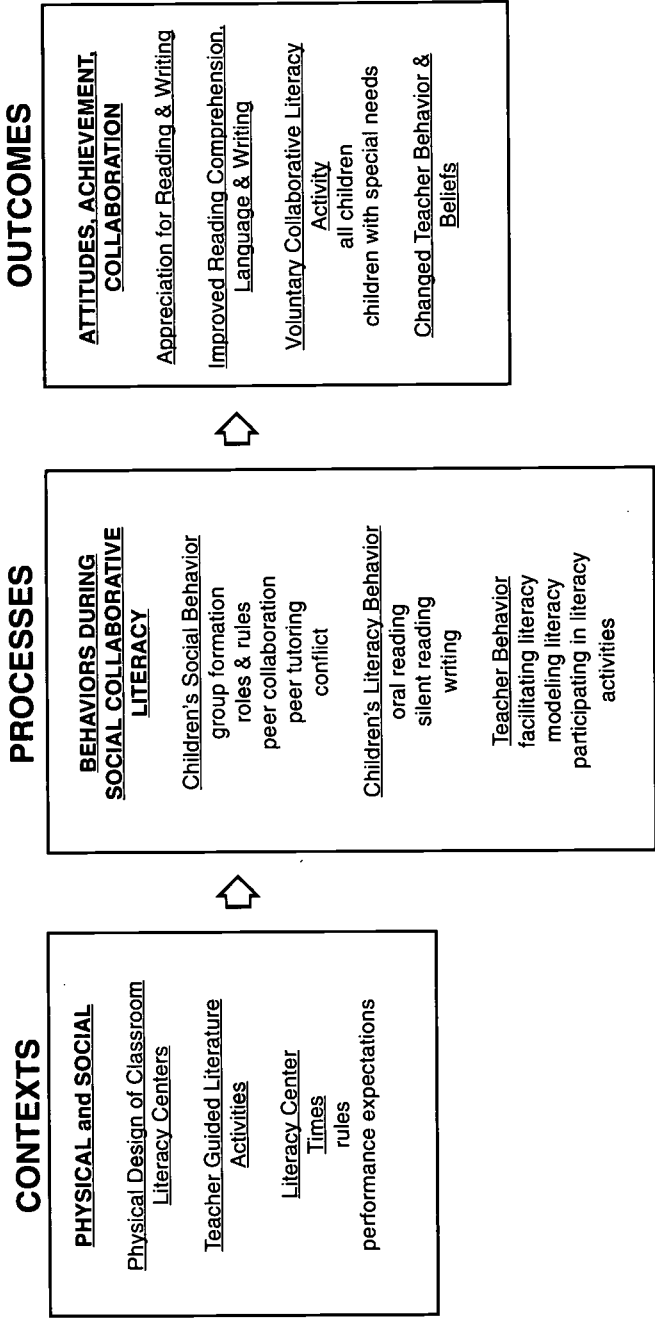 CONTEXTS
PHYSICAL and SOCIAL
Physical Design of Classroom
Literacy Centers
Teacher Guided Literature
Activities
Literacy Center
Times
rules
performance expectations
PROCESSES
BEHAVIORS DURING
SOCIAL COLLABORATIVE
LITERACY
Children's Social Behavior
group formation
roles & rules
peer collaboration
peer tutoring
conflict
Children's Literacy Behavior
oral reading
silent reading
writing
Teacher Behavior
facilitating literacy
modeling literacy
participating in literacy
activities
OUTCOMES
ATTITUDES, ACHIEVEMENT,
COLLABORATION
Appreciation for Reading & Writing
Improved Reading Comprehension,
Language & Writing
Voluntary Collaborative Literacy
Activity
all children
children with special needs
Changed Teacher Behavior &
Beliefs